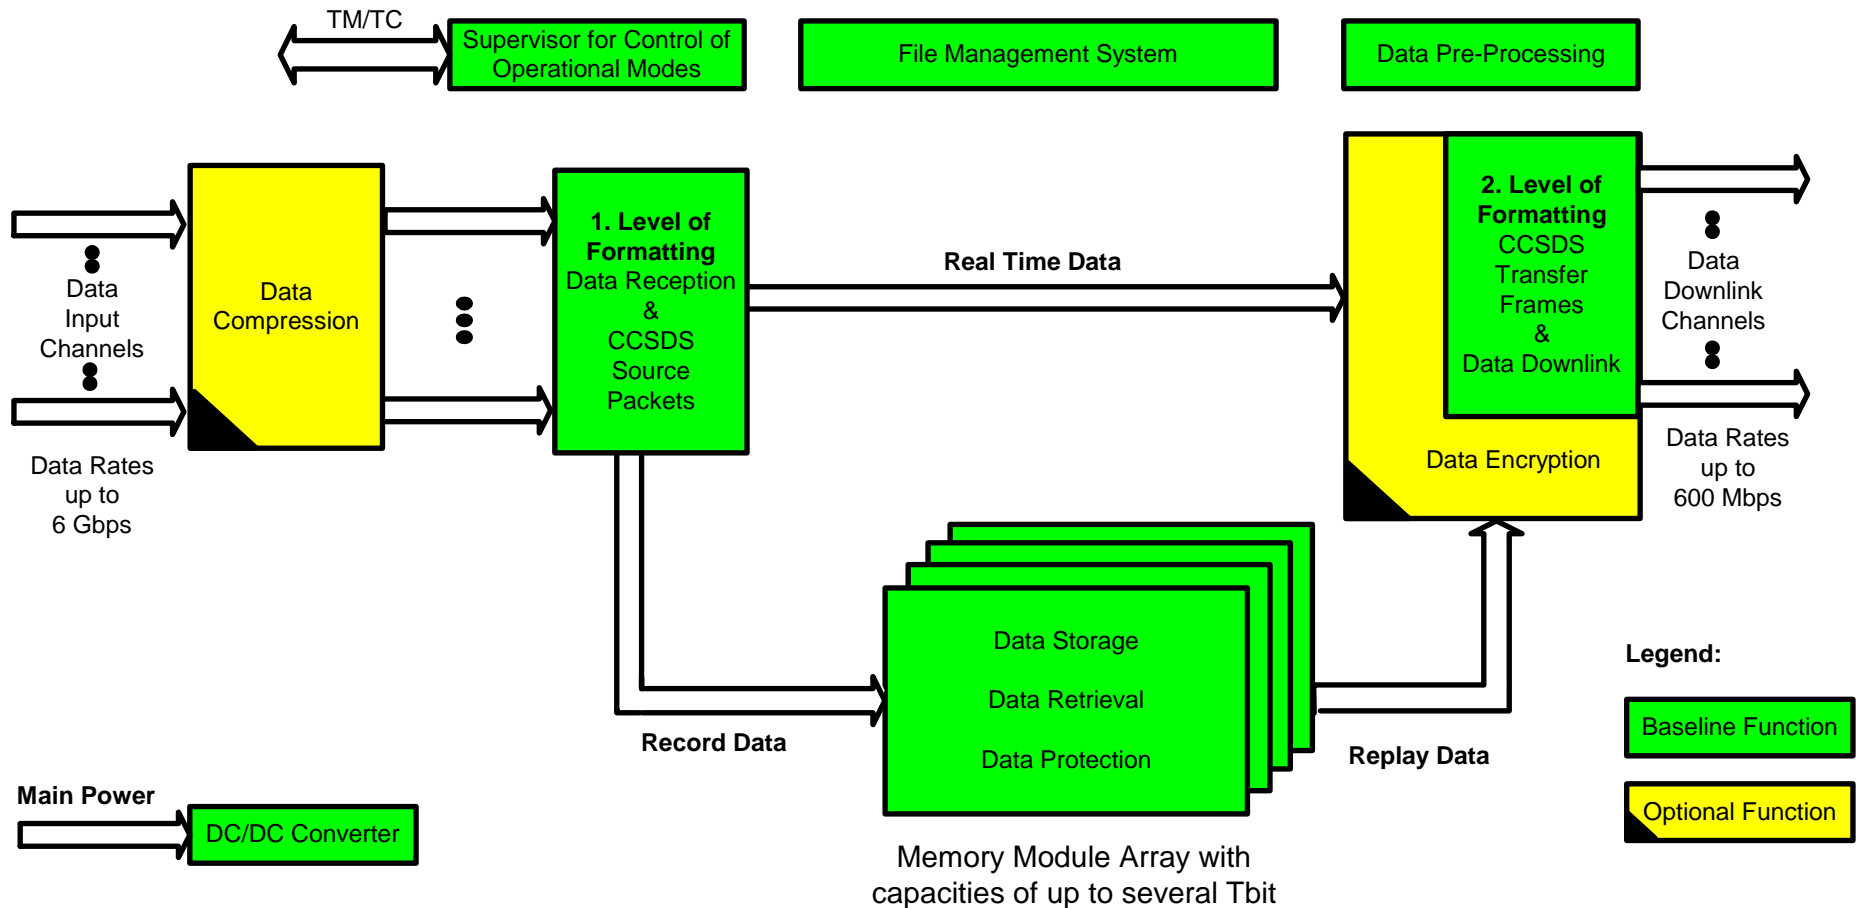 TM/TC
Supervisor for Control of
Operational Modes
File Management System
Data Pre-Processing
Data
Input
Channels
Data Rates
up to
6 Gbps
Data
Compression
1. Level of
Formatting
Data Reception
&
CCSDS
Source
Packets
Real Time Data
2. Level of
Formatting
CCSDS
Transfer
Frames
&
Data Downlink
Data Encryption
Data
Downlink
Channels
Data Rates
up to
600 Mbps
Record Data
Data Storage
Data Retrieval
Data Protection
Replay Data
Memory Module Array with
capacities of up to several Tbit
Main Power
DC/DC Converter
Legend:
Baseline Function
Optional Function